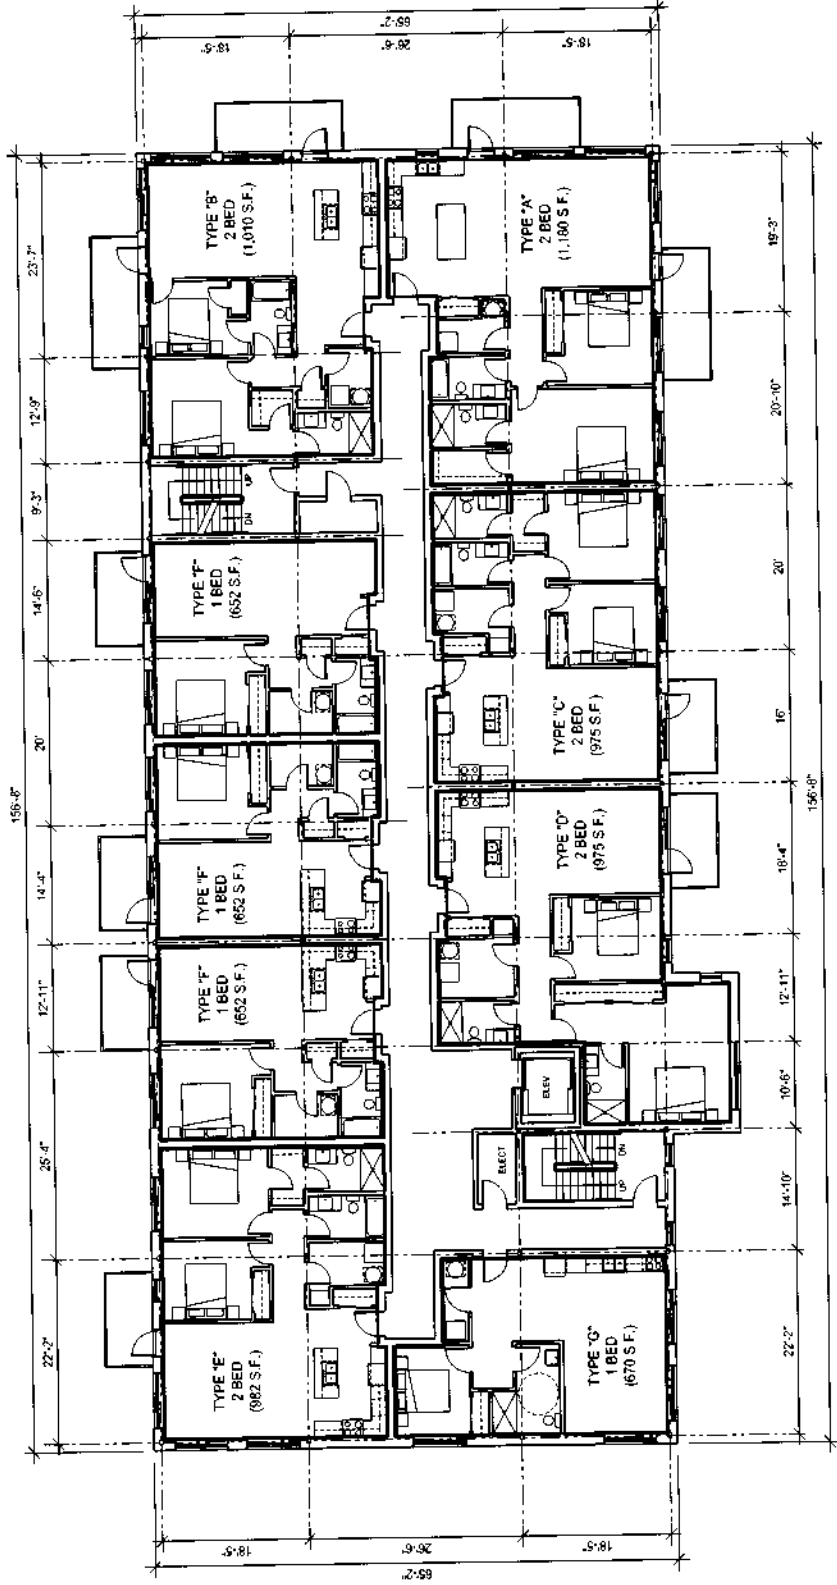 65'-2"
18'-5"
26'-6"
18'-5"
156'-8"
23'-7"
12'-9"
9'-3"
14'-6"
20'
14'-4"
12'-11"
25'-4"
22'-2"
TYPE "B"
2 BED
(1,010 S.F.)
TYPE "A"
2 BED
(1,180 S.F.)
UP
DN
TYPE "F"
1 BED
(652 S.F.)
TYPE "C"
2 BED
(975 S.F.)
TYPE "F"
1 BED
(652 S.F.)
TYPE "D"
2 BED
(975 S.F.)
TYPE "F"
1 BED
(652 S.F.)
ELEV
ELECT
DN
UP
TYPE "E"
2 BED
(982 S.F.)
TYPE "G"
1 BED
(670 S.F.)
19'-3"
20'-10"
20'
16'
18'-4"
12'-11"
10'-6"
14'-10"
22'-2"
156'-8"
18'-5"
26'-6"
18'-5"
65'-2"